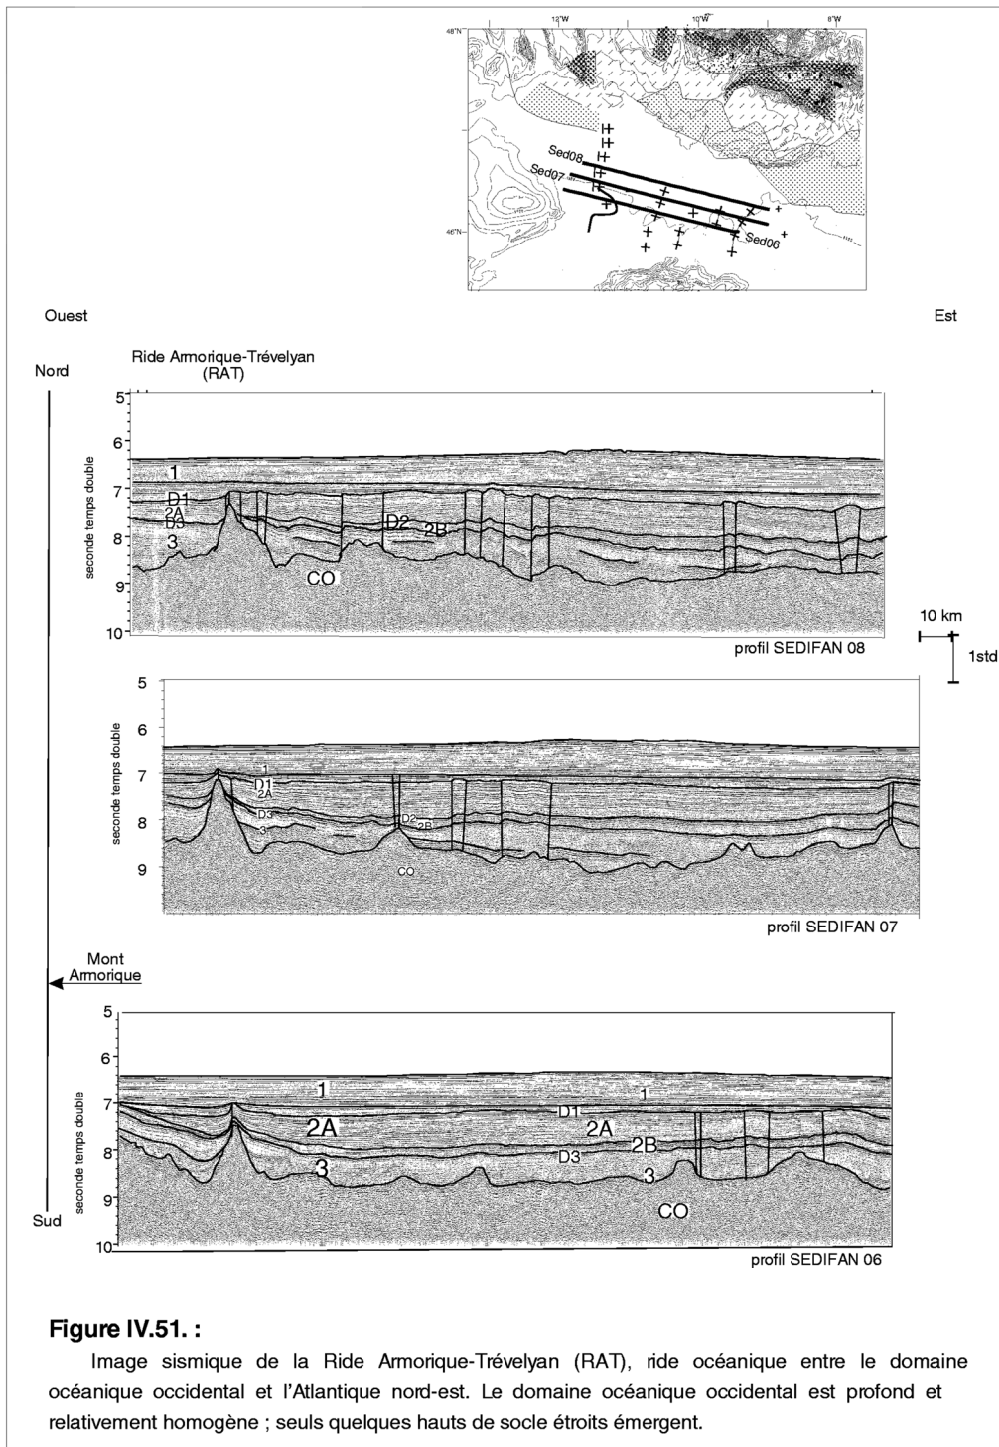 12°W 10°W 8°W
48°N
Sed08
Sed07
46°N
Sed06
Ouest
Est
Nord
Ride Armorique-Trévelyan
(RAT)
seconde temps double
5
6
7
8
9
10
1
D1
2A
D3
3
D2
2B
CO
profil SEDIFAN 08
10 km
1std
seconde temps double
5
6
7
8
9
1
D1
2A
D3
3
D2
2B
CO
profil SEDIFAN 07
Mont
Armorique
seconde temps double
5
6
7
8
9
10
1
1
D1
2A
2A
2B
D3
3
3
CO
profil SEDIFAN 06
Sud
Figure IV.51. :
Image sismique de la Ride Armorique-Trévelyan (RAT), ride océanique entre le domaine
océanique occidental et l'Atlantique nord-est. Le domaine océanique occidental est profond et
relativement homogène ; seuls quelques hauts de socle étroits émergent.